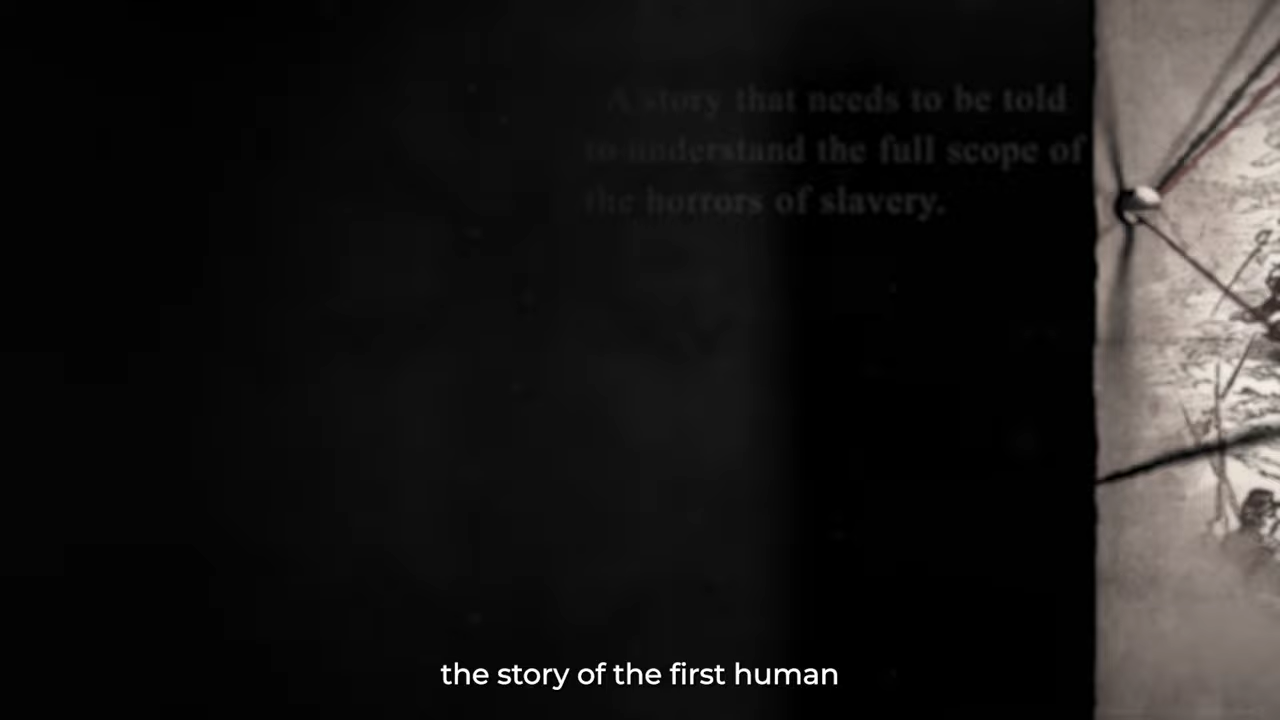 A story that needs to be told
to understand the full scope of
the horrors of slavery.
the story of the first human